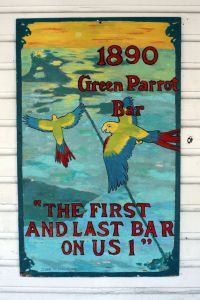 1890
Green Parrot
Bar
"THE FIRST
AND LAST BAR
ON US 1"